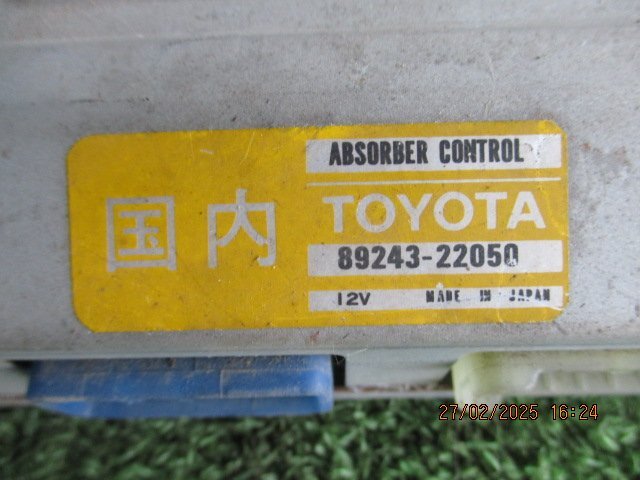 国内
ABSORBER CONTROL
TOYOTA
89243-22050
12V MADE IN JAPAN
27/02/2025 16:24